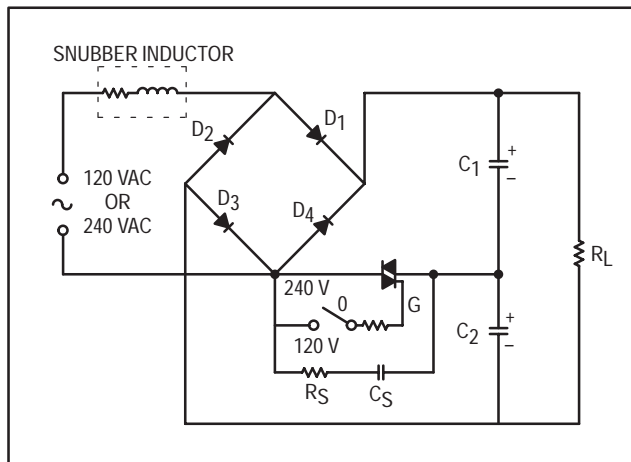 SNUBBER INDUCTOR
D1
D2
C1
+
–
120 VAC
OR
240 VAC
D3
D4
RL
240 V
0
G
120 V
C2
+
–
RS
CS